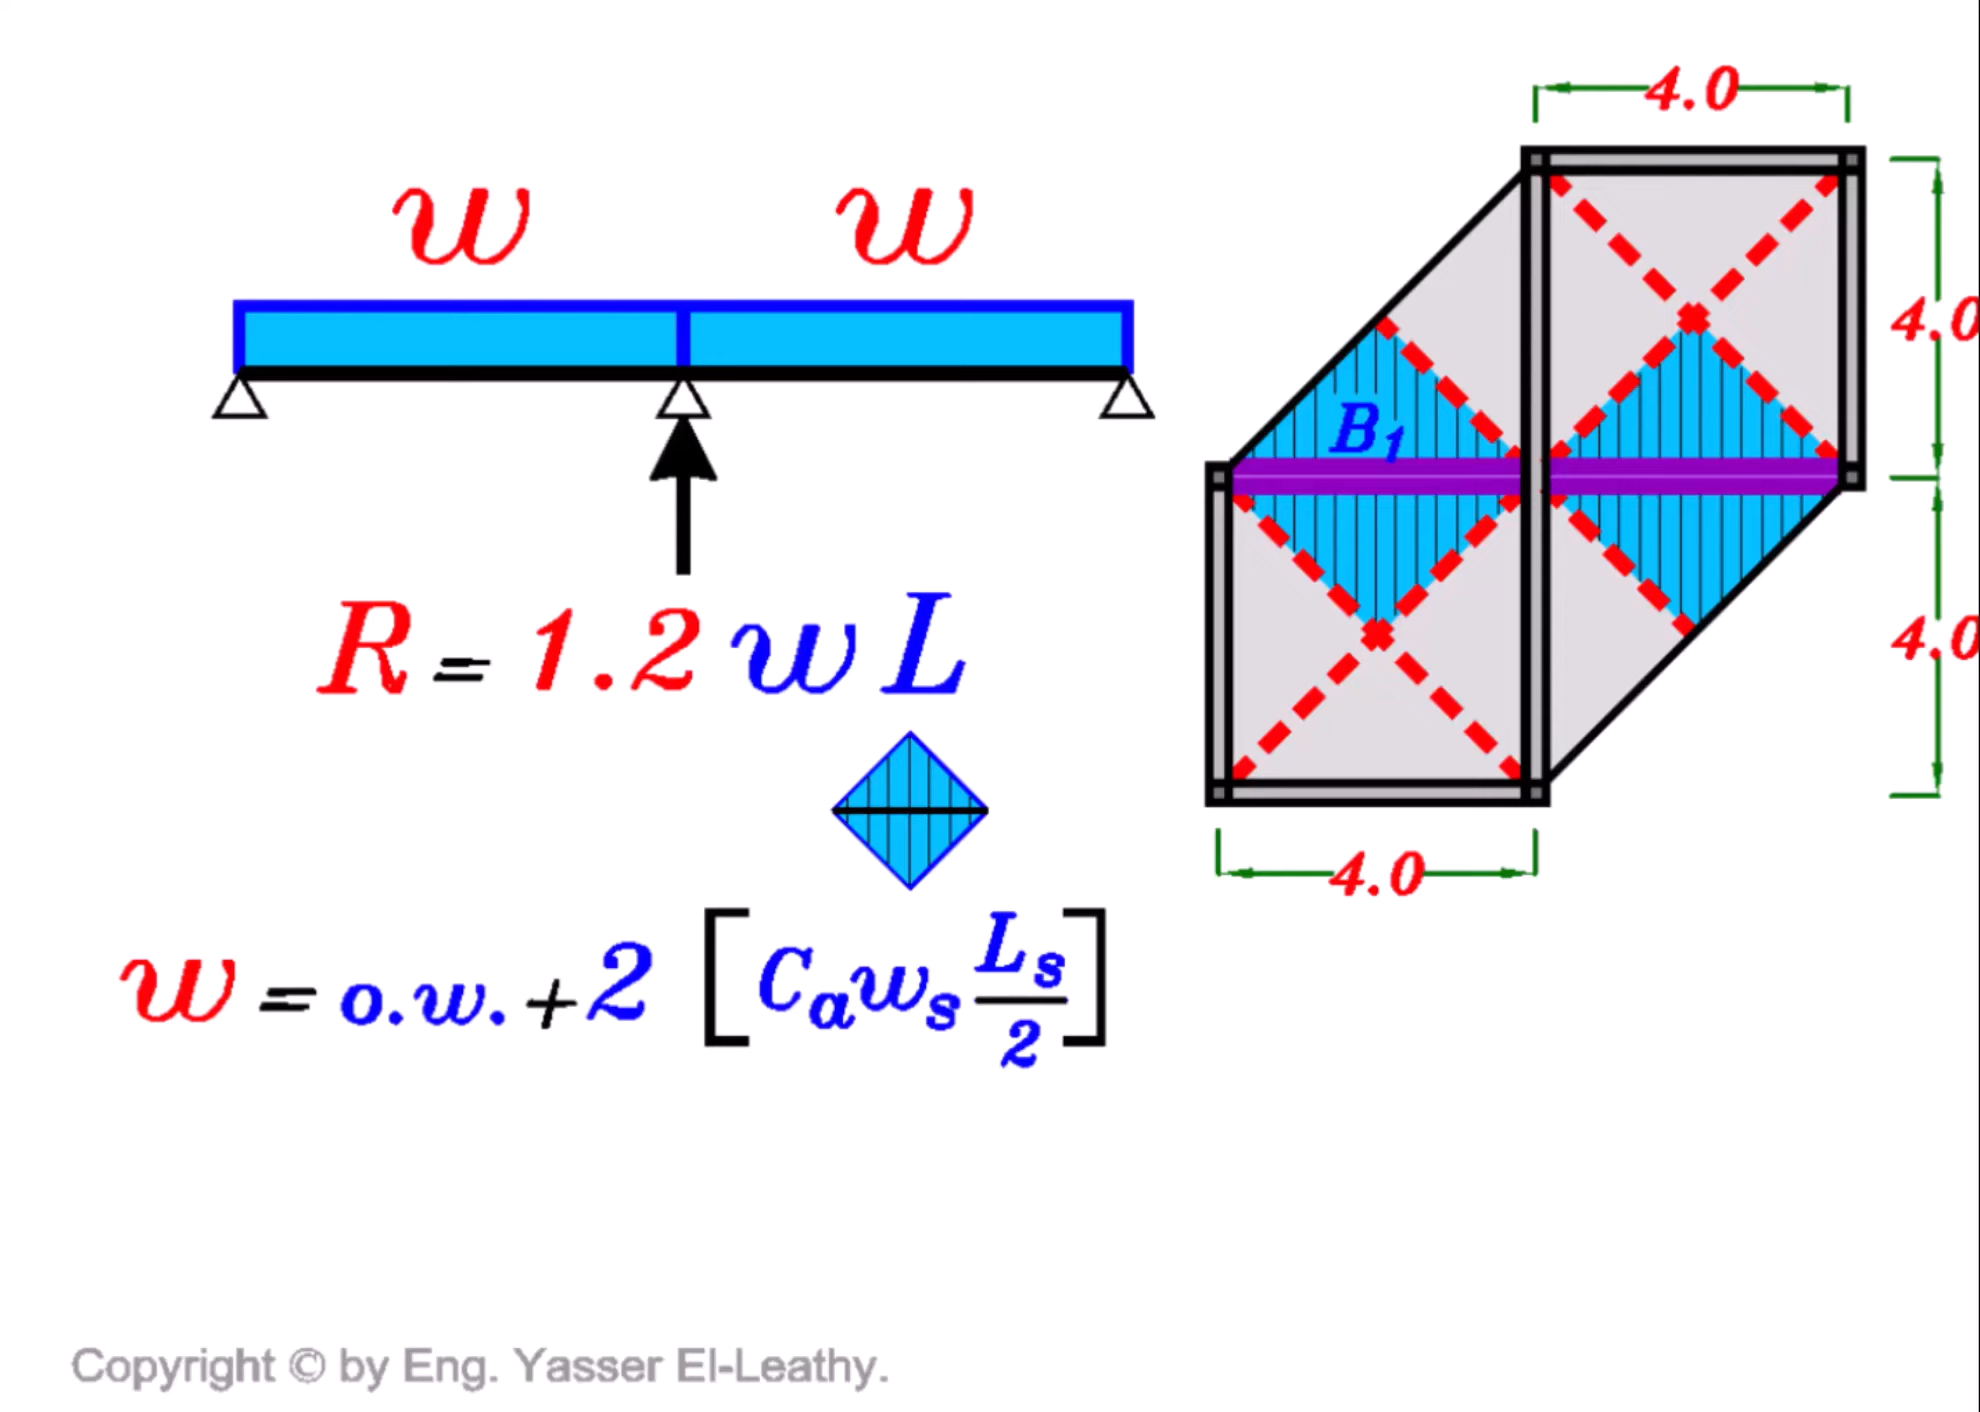 4.0
w w
B1
4.0
R = 1.2 w L
4.0
4.0
w = o.w. + 2 [Ca ws Ls/2]
Copyright © by Eng. Yasser El-Leathy.